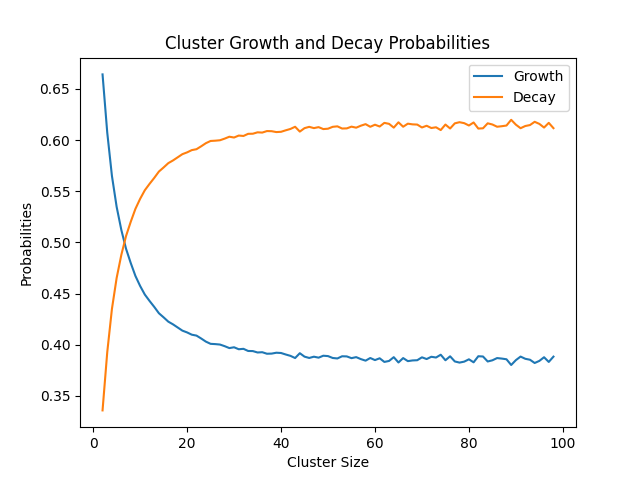 Cluster Growth and Decay Probabilities
Growth
Decay
0.65
0.60
0.55
0.50
0.45
0.40
0.35
Probabilities
0
20
40
60
80
100
Cluster Size